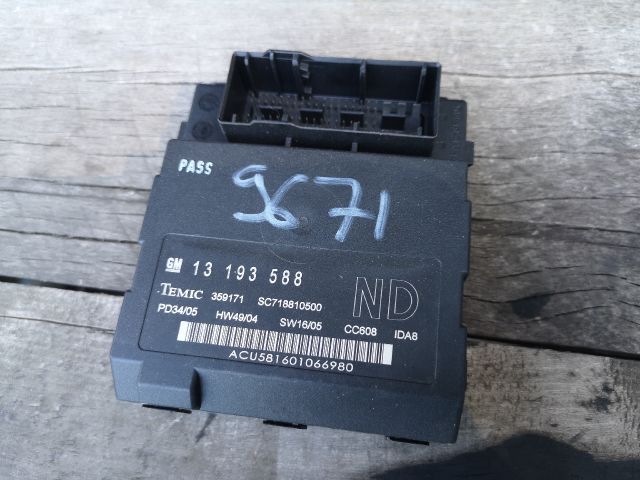 PASS
9671
GM 13 193 588
TEMIC 359171 SC718810500 ND
PD34/05 HW49/04 SW16/05 CC608 IDA8
ACU581601066980